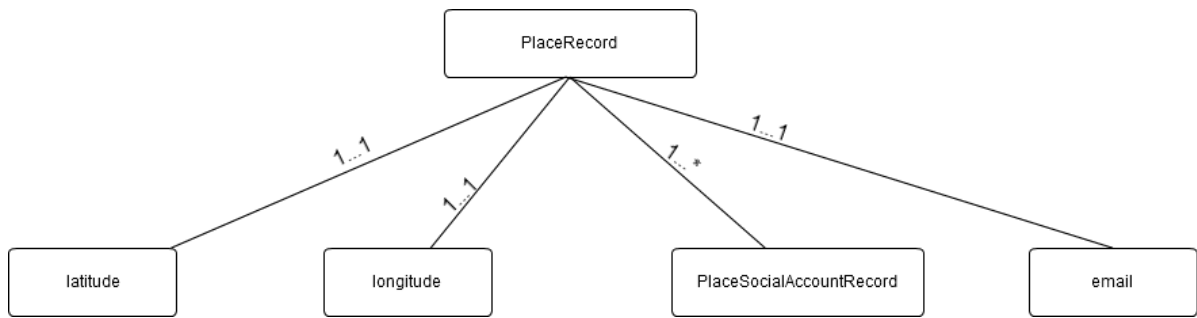 PlaceRecord
1...1
1...1
1... *
1... 1
latitude
longitude
PlaceSocialAccountRecord
email